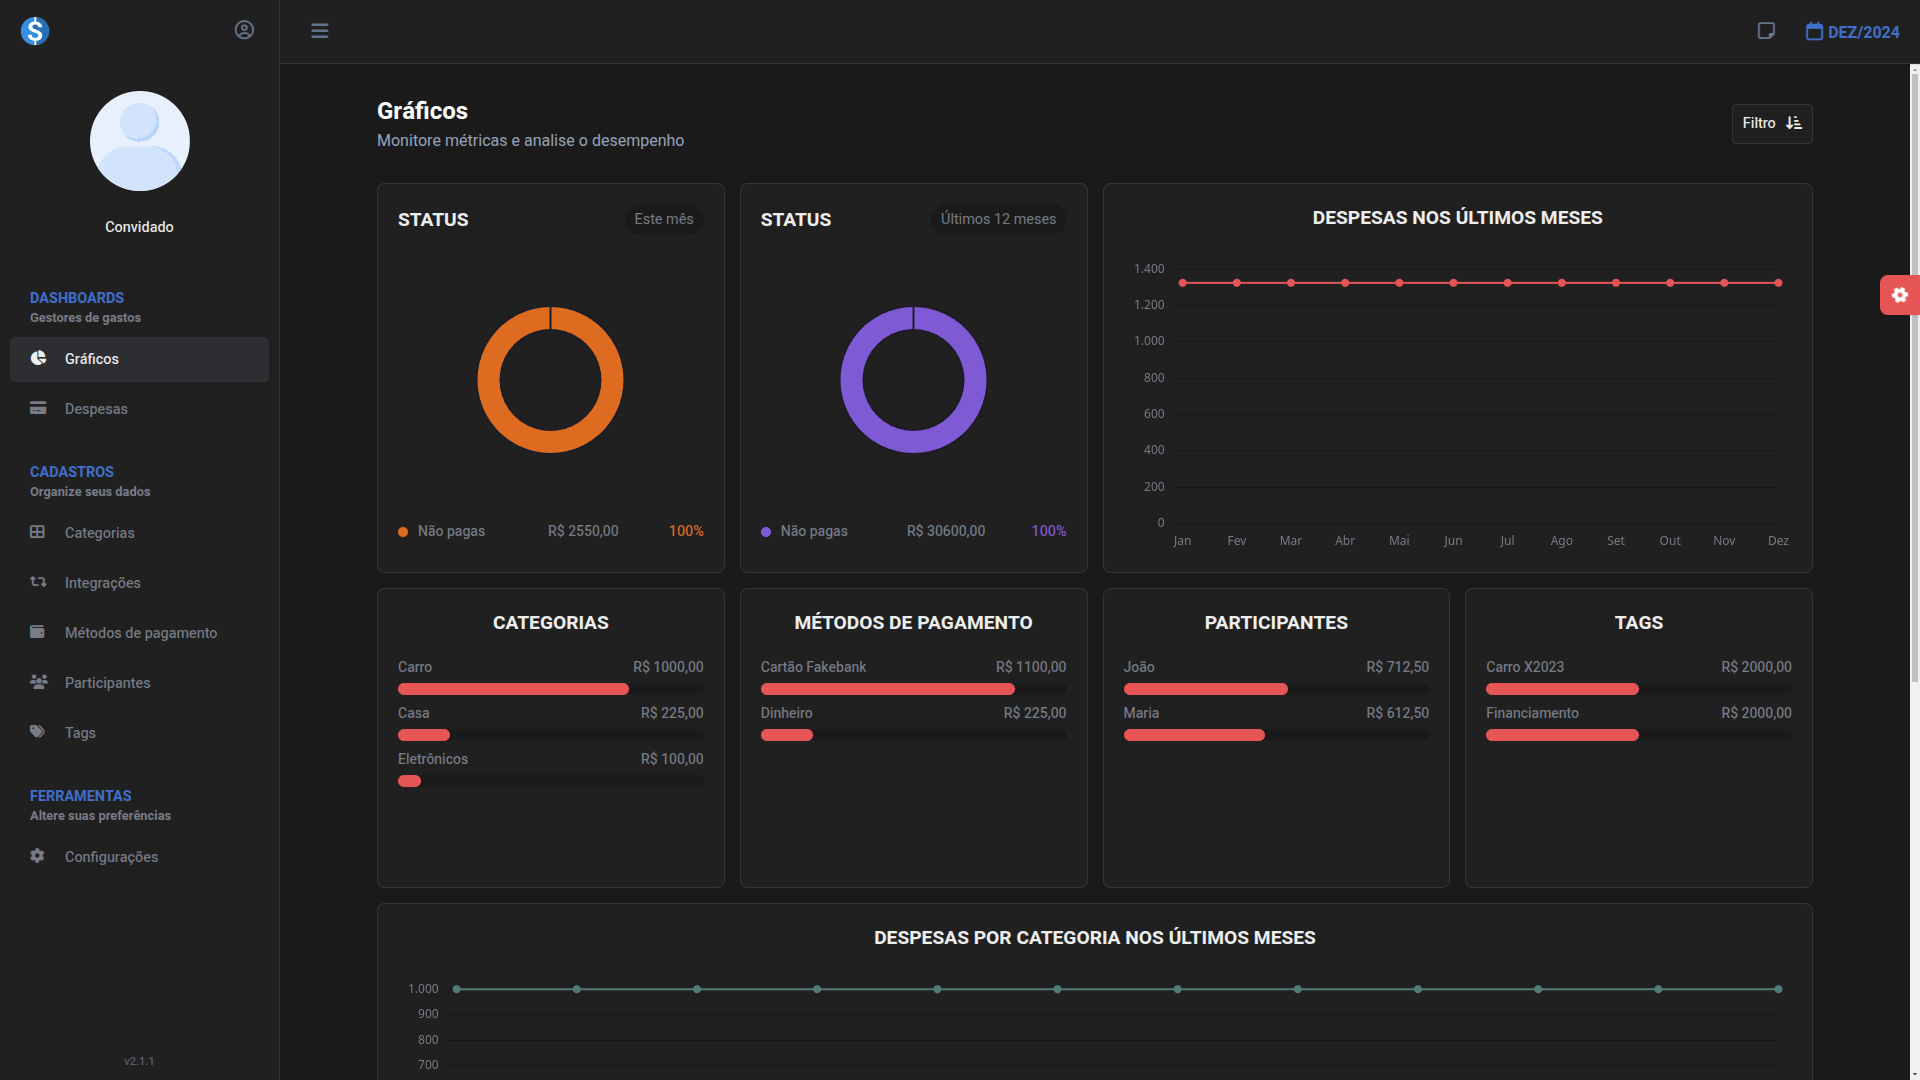 $
DEZ/2024
Convidado
DASHBOARDS
Gestores de gastos
Gráficos
Despesas
CADASTROS
Organize seus dados
Categorias
Integrações
Métodos de pagamento
Participantes
Tags
FERRAMENTAS
Altere suas preferências
Configurações
v2.1.1
Gráficos
Monitore métricas e analise o desempenho
Filtro
STATUS Este mês
Não pagas R$ 2550,00 100%
STATUS Últimos 12 meses
Não pagas R$ 30600,00 100%
DESPESAS NOS ÚLTIMOS MESES
1.400
1.200
1.000
800
600
400
200
0
Jan Fev Mar Abr Mai Jun Jul Ago Set Out Nov Dez
CATEGORIAS
Carro R$ 1000,00
Casa R$ 225,00
Eletrônicos R$ 100,00
MÉTODOS DE PAGAMENTO
Cartão Fakebank R$ 1100,00
Dinheiro R$ 225,00
PARTICIPANTES
João R$ 712,50
Maria R$ 612,50
TAGS
Carro X2023 R$ 2000,00
Financiamento R$ 2000,00
DESPESAS POR CATEGORIA NOS ÚLTIMOS MESES
1.000
900
800
700